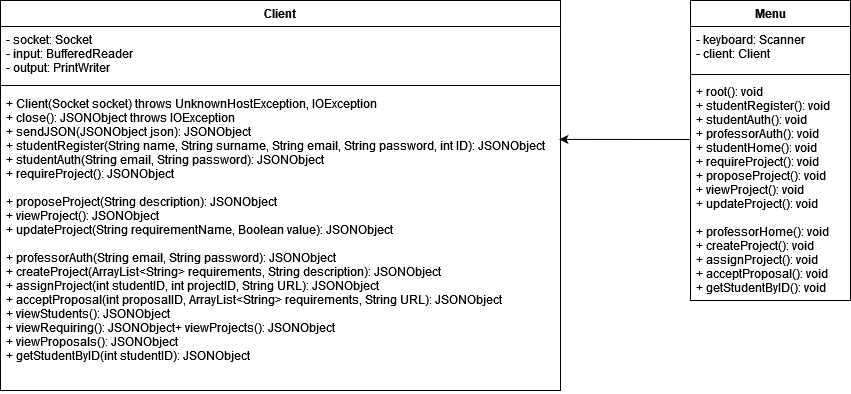 Client
- socket: Socket
- input: BufferedReader
- output: PrintWriter
+ Client(Socket socket) throws UnknownHostException, IOException
+ close(): JSONObject throws IOException
+ sendJSON(JSONObject json): JSONObject
+ studentRegister(String name, String surname, String email, String password, int ID): JSONObject
+ studentAuth(String email, String password): JSONObject
+ requireProject(): JSONObject
+ proposeProject(String description): JSONObject
+ viewProject(): JSONObject
+ updateProject(String requirementName, Boolean value): JSONObject
+ professorAuth(String email, String password): JSONObject
+ createProject(ArrayList<String> requirements, String description): JSONObject
+ assignProject(int studentID, int projectID, String URL): JSONObject
+ acceptProposal(int proposalID, ArrayList<String> requirements, String URL): JSONObject
+ viewStudents(): JSONObject
+ viewRequiring(): JSONObject+ viewProjects(): JSONObject
+ viewProposals(): JSONObject
+ getStudentByID(int studentID): JSONObject
Menu
- keyboard: Scanner
- client: Client
+ root(): void
+ studentRegister(): void
+ studentAuth(): void
+ professorAuth(): void
+ studentHome(): void
+ requireProject(): void
+ proposeProject(): void
+ viewProject(): void
+ updateProject(): void
+ professorHome(): void
+ createProject(): void
+ assignProject(): void
+ acceptProposal(): void
+ getStudentByID(): void